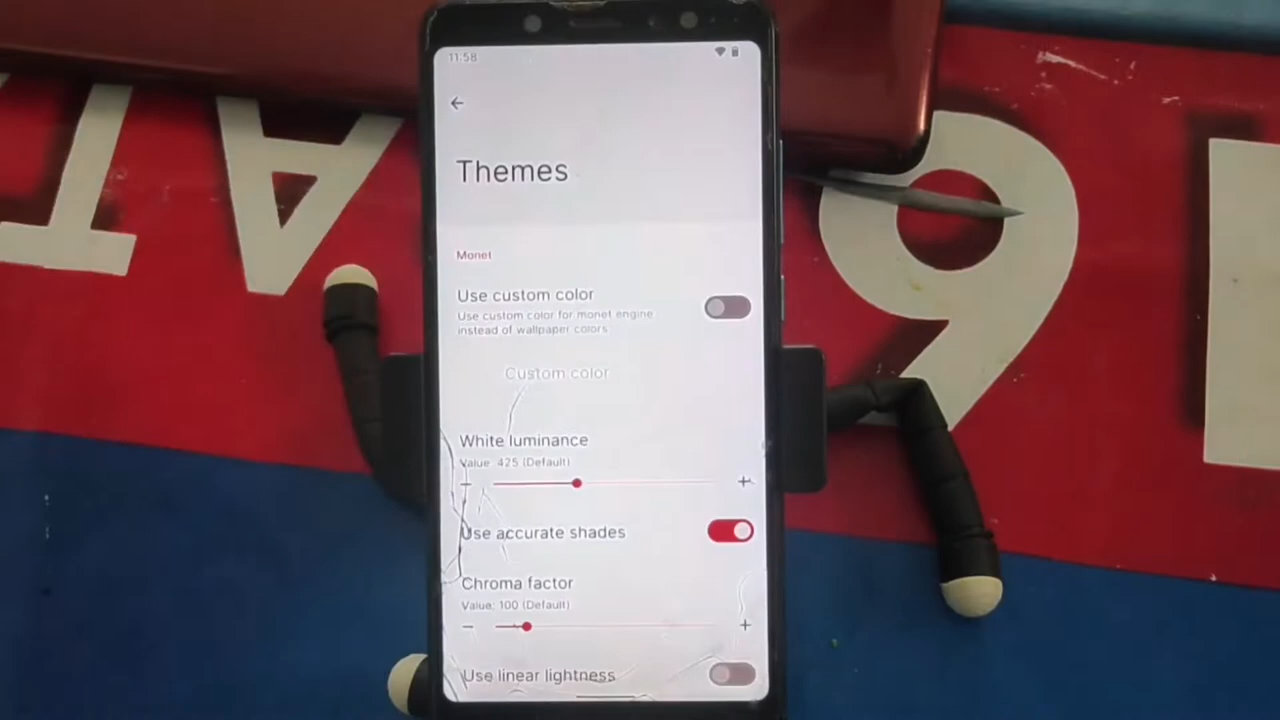 11:58
Themes
Monet
Use custom color
Use custom color for monet engine
instead of wallpaper colors
Custom color
White luminance
Value: 425 (Default)
Use accurate shades
Chroma factor
Value: 100 (Default)
Use linear lightness
TA